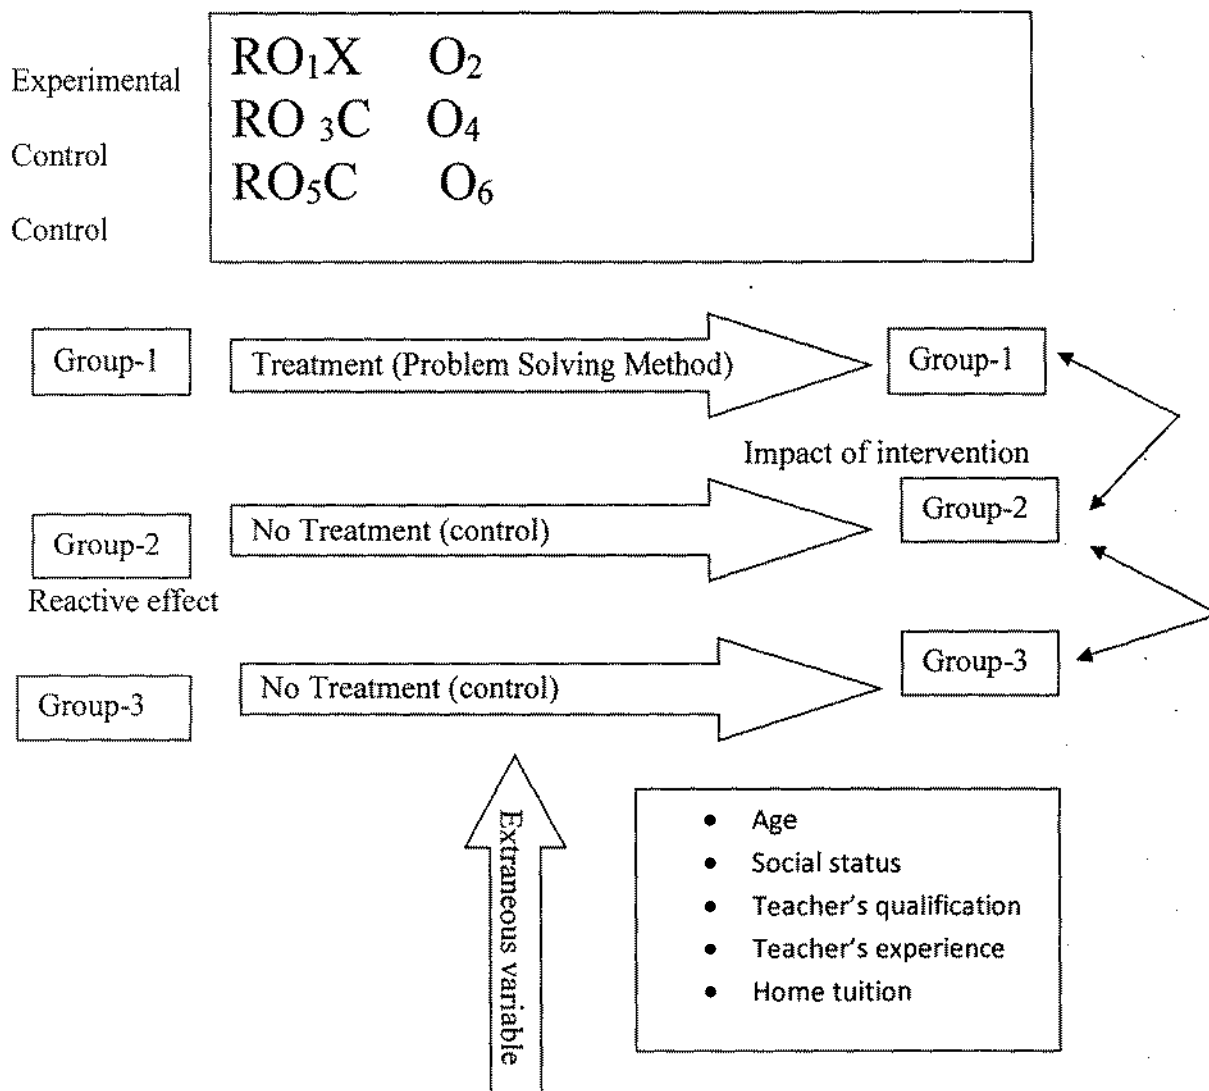 Experimental
Control
Control
RO₁X O₂
RO ₃C O₄
RO₅C O₆
Group-1
Treatment (Problem Solving Method)
Group-1
Impact of intervention
Group-2
No Treatment (control)
Group-2
Reactive effect
Group-3
No Treatment (control)
Group-3
Extraneous variable
• Age
• Social status
• Teacher's qualification
• Teacher's experience
• Home tuition